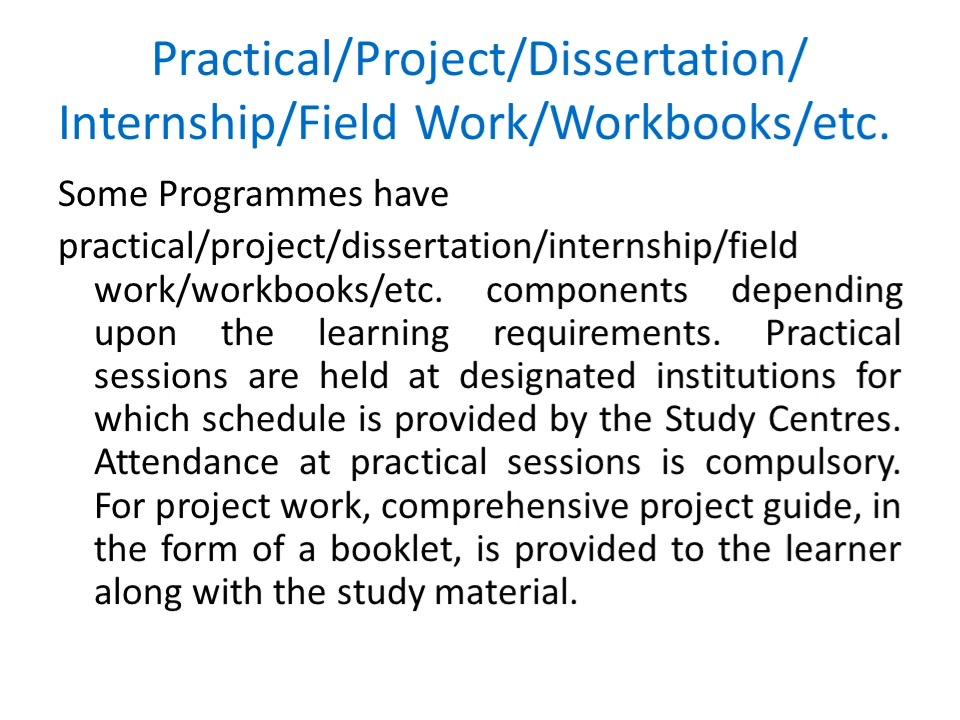 Practical/Project/Dissertation/
Internship/Field Work/Workbooks/etc.
Some Programmes have
practical/project/dissertation/internship/field
work/workbooks/etc. components depending
upon the learning requirements. Practical
sessions are held at designated institutions for
which schedule is provided by the Study Centres.
Attendance at practical sessions is compulsory.
For project work, comprehensive project guide, in
the form of a booklet, is provided to the learner
along with the study material.